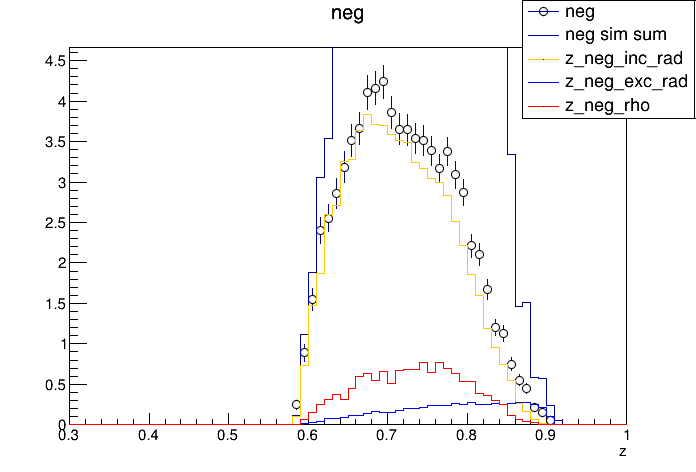 neg
neg
neg sim sum
z_neg_inc_rad
z_neg_exc_rad
z_neg_rho
4.5
4
3.5
3
2.5
2
1.5
1
0.5
0
0.3 0.4 0.5 0.6 0.7 0.8 0.9 1
z